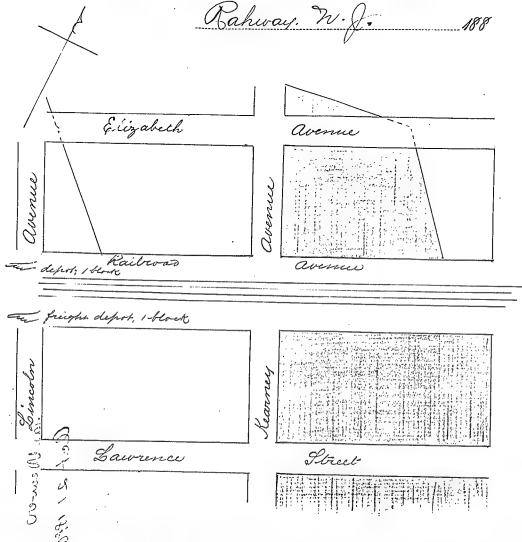 Rahway. N. J. 188
Elizabeth Avenue
Avenue
Avenue
Railroad Avenue
depot, 1 block
freight depot, 1 block
Lincoln
Kearney
Lawrence Street